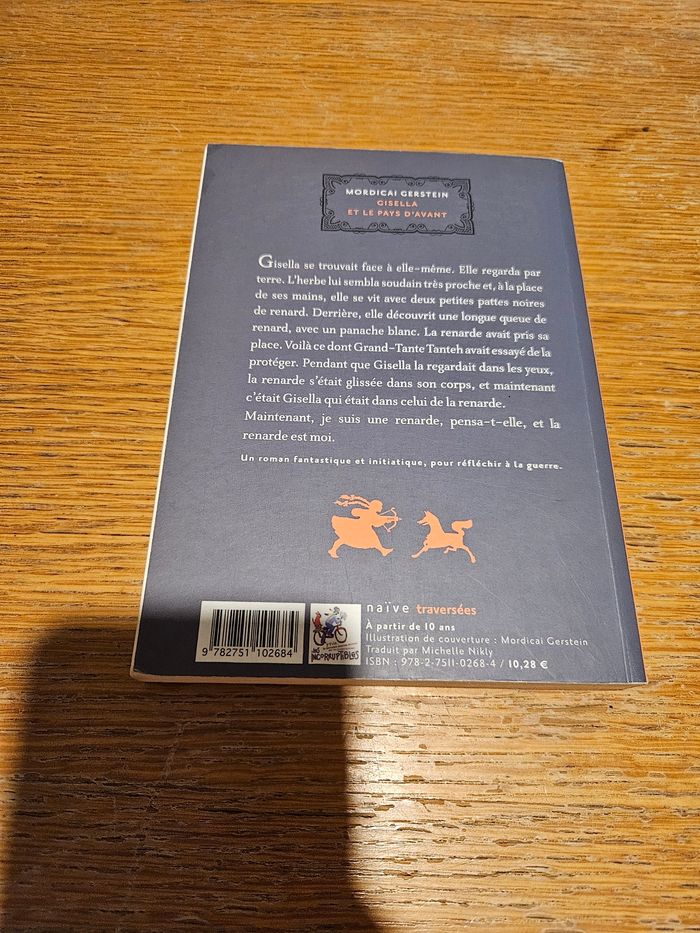 MORDICAI GERSTEIN
GISELLA
ET LE PAYS D'AVANT
Gisella se trouvait face à elle-même. Elle regarda par
terre. L'herbe lui sembla soudain très proche et, à la place
de ses mains, elle se vit avec deux petites pattes noires
de renard. Derrière, elle découvrit une longue queue de
renard, avec un panache blanc. La renarde avait pris sa
place. Voilà ce dont Grand-Tante Tanteh avait essayé de la
protéger. Pendant que Gisella la regardait dans les yeux,
la renarde s'était glissée dans son corps, et maintenant
c'était Gisella qui était dans celui de la renarde.
Maintenant, je suis une renarde, pensa-t-elle, et la
renarde est moi.
Un roman fantastique et initiatique, pour réfléchir à la guerre.
naïve traversées
À partir de 10 ans
Illustration de couverture : Mordicai Gerstein
Traduit par Michelle Nikly
ISBN : 978-2-7511-0268-4 / 10,28 €
9 782751 102684
les
INCORRUPTIBLES